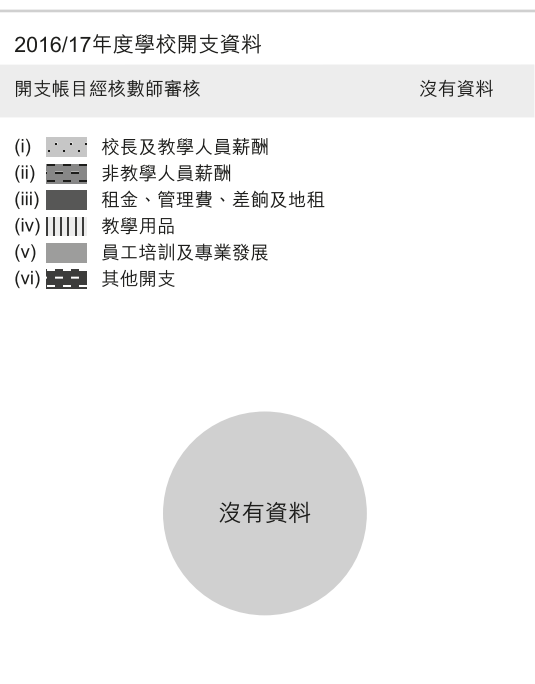 2016/17年度學校開支資料
開支帳目經核數師審核 沒有資料
(i) 校長及教學人員薪酬
(ii) 非教學人員薪酬
(iii) 租金、管理費、差餉及地租
(iv) 教學用品
(v) 員工培訓及專業發展
(vi) 其他開支
沒有資料